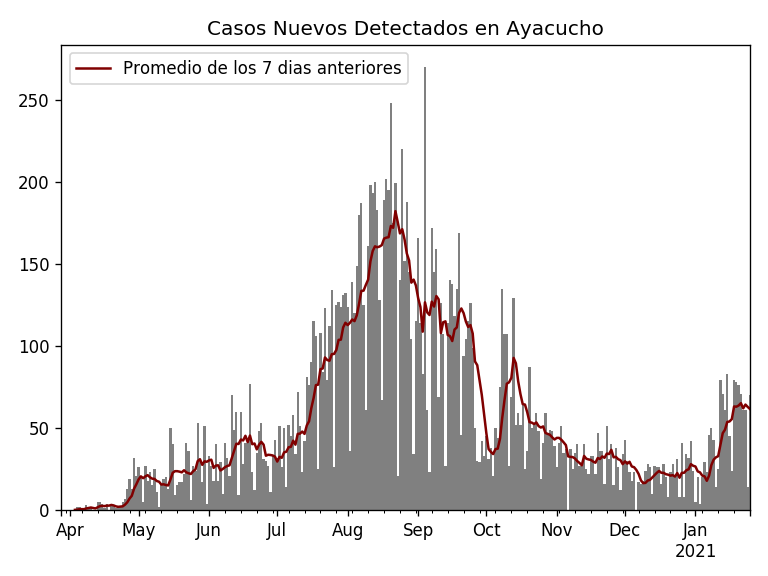 Casos Nuevos Detectados en Ayacucho
Promedio de los 7 dias anteriores
250
200
150
100
50
0
Apr May Jun Jul Aug Sep Oct Nov Dec Jan
2021